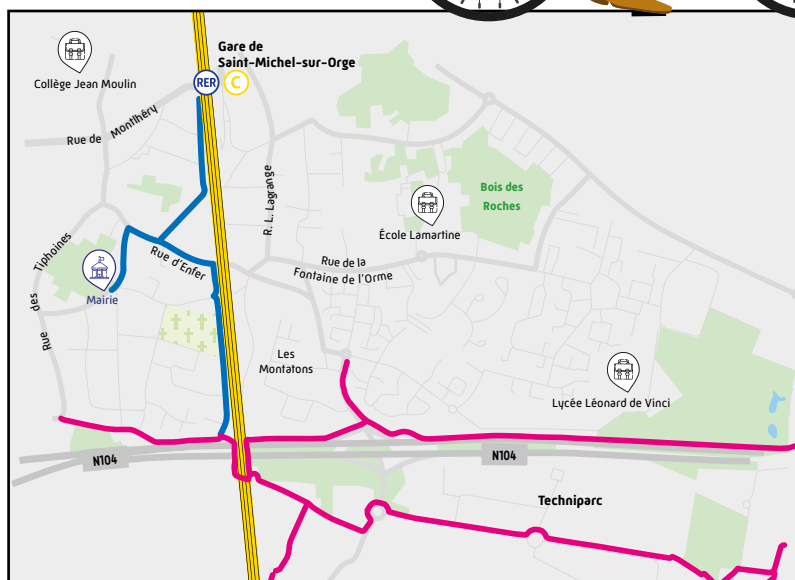 Gare de
Saint-Michel-sur-Orge
RER
C
Collège Jean Moulin
Rue de Montlhéry
R. L. Lagrange
Bois des
Roches
École Lamartine
Rue des Tiphoines
Rue d'Enfer
Rue de la
Fontaine de l'Orme
Mairie
Les
Montatons
Lycée Léonard de Vinci
N104
N104
Techniparc